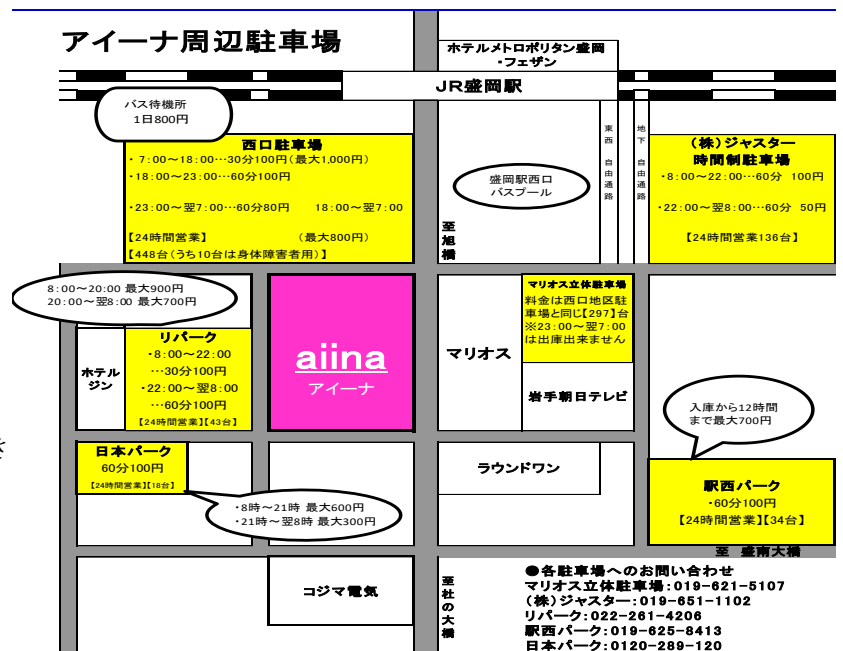 アイーナ周辺駐車場
ホテルメトロポリタン盛岡
・フェザン
JR盛岡駅
バス待機所
1日800円
西口駐車場
・7:00～18:00…30分100円(最大1,000円)
・18:00～23:00…60分100円
・23:00～翌7:00…60分80円 18:00～翌7:00
【24時間営業】 (最大800円)
【448台(うち10台は身体障害者用)】
盛岡駅西口
バスプール
至旭橋
東西自由通路
地下自由通路
(株)ジャスター
時間制駐車場
・8:00～22:00…60分 100円
・22:00～翌8:00…60分 50円
【24時間営業136台】
8:00～20:00 最大900円
20:00～翌8:00 最大700円
リパーク
・8:00～22:00
…30分100円
・22:00～翌8:00
…60分100円
【24時間営業】【43台】
ホテル
ジン
aiina
アイーナ
マリオス
マリオス立体駐車場
料金は西口地区駐
車場と同じ【297】台
※23:00～翌7:00
は出庫出来ません
岩手朝日テレビ
入庫から12時間
まで最大700円
日本パーク
60分100円
【24時間営業】【18台】
・8時～21時 最大600円
・21時～翌8時 最大300円
ラウンドワン
駅西パーク
・60分100円
【24時間営業】【34台】
至 盛南大橋
コジマ電気
至杜の大橋
●各駐車場へのお問い合わせ
マリオス立体駐車場:019-621-5107
(株)ジャスター:019-651-1102
リパーク:022-261-4206
駅西パーク:019-625-8413
日本パーク:0120-289-120